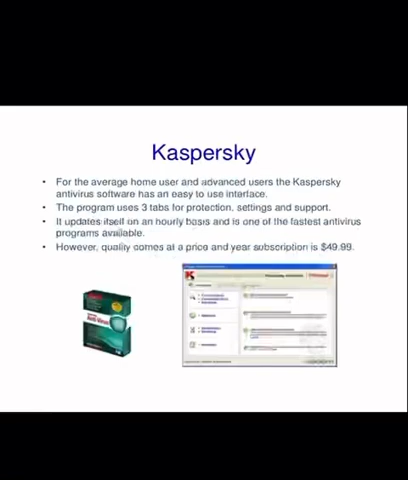 Kaspersky
• For the average home user and advanced users the Kaspersky
antivirus software has an easy to use interface.
• The program uses 3 tabs for protection, settings and support.
• It updates itself on an hourly basis and is one of the fastest antivirus
programs available.
• However, quality comes at a price and year subscription is $49.99.
Anti-Virus